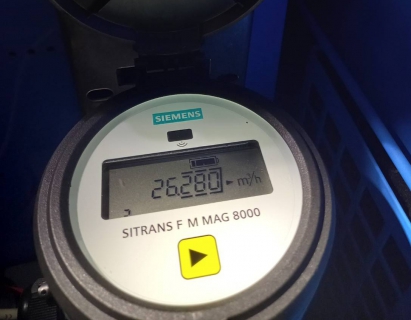 SIEMENS
26.280 m³/h
SITRANS F M MAG 8000